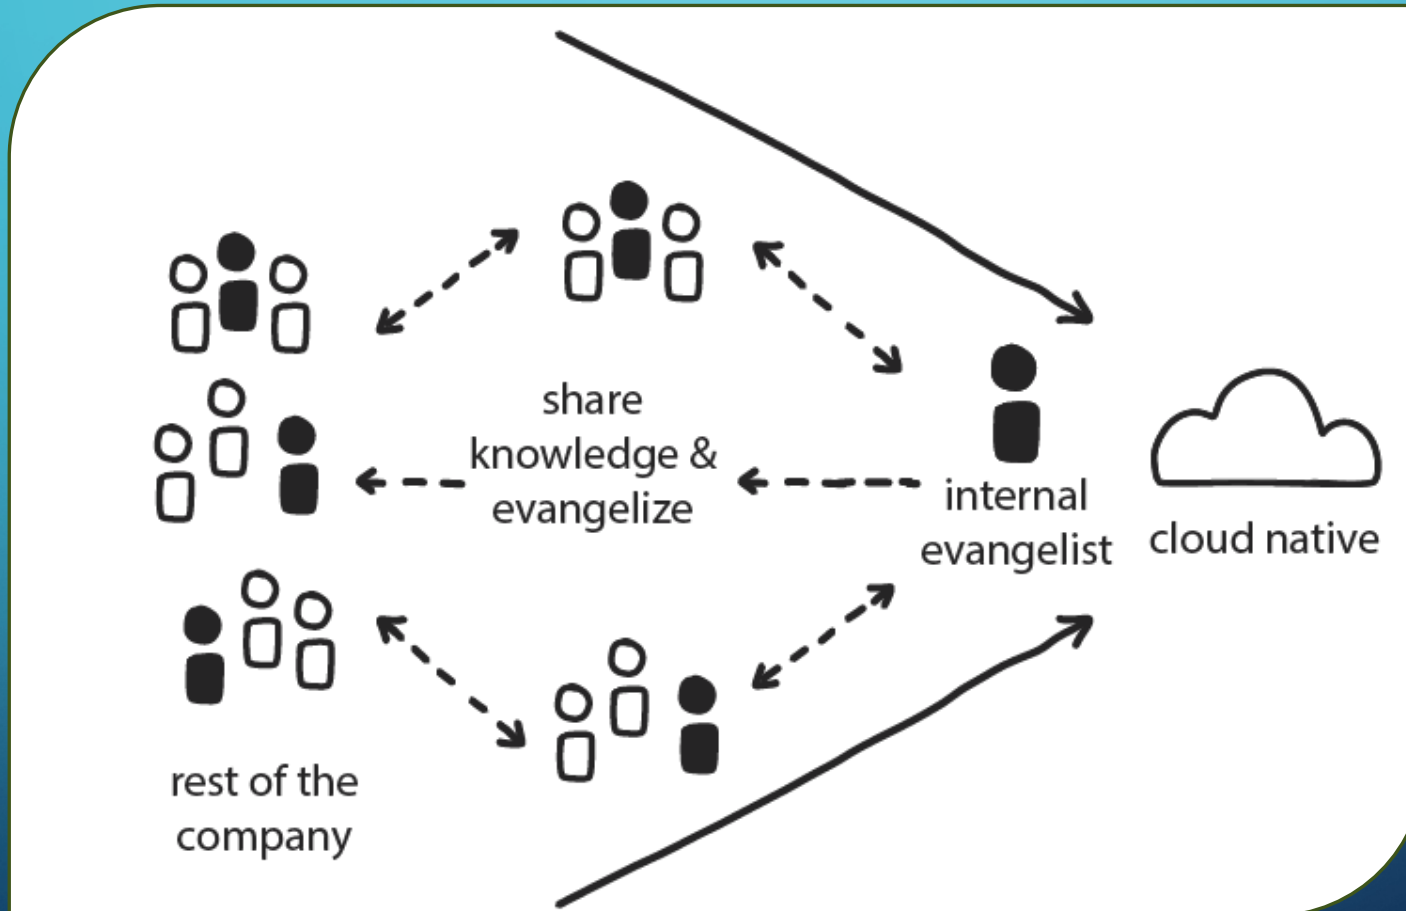 share
knowledge &
evangelize
internal
evangelist
cloud native
rest of the
company